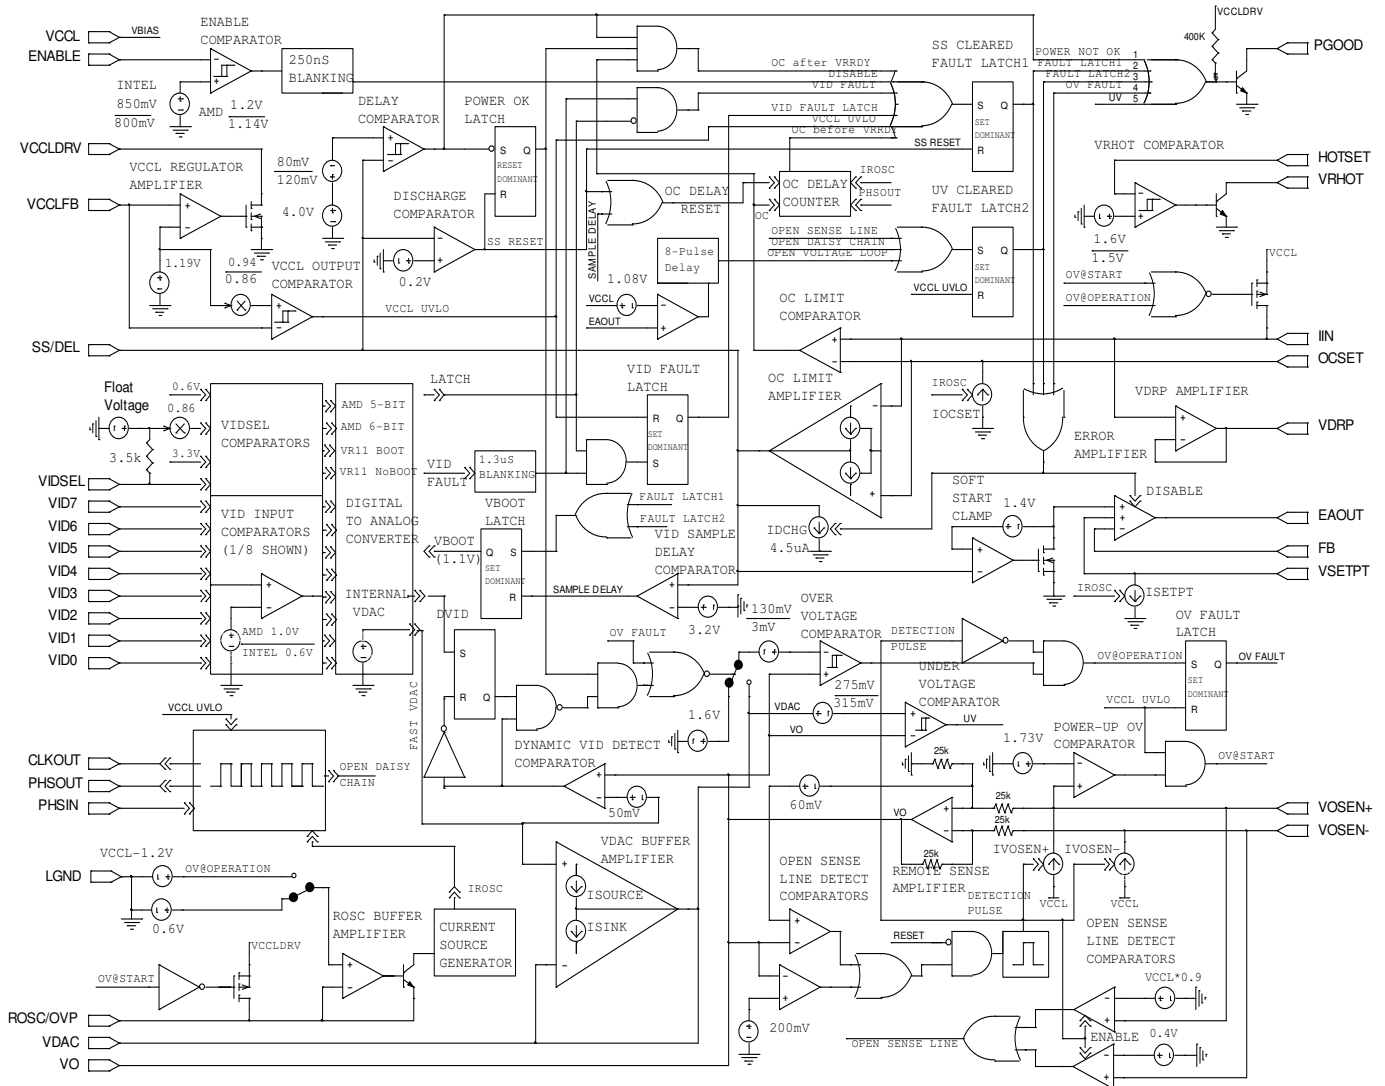 VCCL
VBIAS
ENABLE
COMPARATOR
ENABLE
250nS
BLANKING
INTEL
850mV
800mV
AMD
1.2V
1.14V
DELAY
COMPARATOR
POWER OK
LATCH
80mV
120mV
4.0V
S
Q
RESET
DOMINANT
R
DISCHARGE
COMPARATOR
0.2V
SS RESET
VCCLDRV
VCCL REGULATOR
AMPLIFIER
VCCLFB
1.19V
0.94
0.86
VCCL OUTPUT
COMPARATOR
VCCL UVLO
SS/DEL
OC after VRRDY
DISABLE
VID FAULT
VID FAULT LATCH
VCCL UVLO
OC before VRRDY
SS RESET
SS CLEARED
FAULT LATCH1
S
Q
SET
DOMINANT
R
OC DELAY
RESET
SAMPLE DELAY
OC DELAY
COUNTER
OC
IROSC
PHSOUT
UV CLEARED
FAULT LATCH2
OPEN SENSE LINE
OPEN DAISY CHAIN
OPEN VOLTAGE LOOP
S
Q
SET
DOMINANT
R
VCCL UVLO
8-Pulse
Delay
1.08V
VCCL
EAOUT
OC LIMIT
COMPARATOR
VCCLDRV
400K
PGOOD
POWER NOT OK
FAULT LATCH1
FAULT LATCH2
OV FAULT
UV
1
2
3
4
5
VRHOT COMPARATOR
HOTSET
VRHOT
1.6V
1.5V
VCCL
OV@START
OV@OPERATION
IIN
OCSET
IROSC
IOCSET
VDRP AMPLIFIER
VDRP
OC LIMIT
AMPLIFIER
VID FAULT
LATCH
R
Q
SET
DOMINANT
S
LATCH
Float
Voltage
0.6V
0.86
3.3V
3.5k
VIDSEL
COMPARATORS
AMD 5-BIT
AMD 6-BIT
VR11 BOOT
VR11 NoBOOT
VID
FAULT
1.3uS
BLANKING
VIDSEL
VID7
VID6
VID5
VID4
VID3
VID2
VID1
VID0
VID INPUT
COMPARATORS
(1/8 SHOWN)
AMD 1.0V
INTEL 0.6V
DIGITAL
TO ANALOG
CONVERTER
INTERNAL
VDAC
VBOOT
LATCH
VBOOT
(1.1V)
Q
S
SET
DOMINANT
R
FAULT LATCH1
FAULT LATCH2
VID SAMPLE
DELAY
COMPARATOR
SAMPLE DELAY
3.2V
IDCHG
4.5uA
SOFT
START
CLAMP
1.4V
ERROR
AMPLIFIER
DISABLE
EAOUT
FB
VSETPT
IROSC
ISETPT
DVID
S
R
Q
FAST VDAC
DYNAMIC VID DETECT
COMPARATOR
50mV
OV FAULT
1.6V
130mV
3mV
OVER
VOLTAGE
COMPARATOR
275mV
315mV
DETECTION
PULSE
UNDER
VOLTAGE
COMPARATOR
VDAC
VO
UV
OV FAULT
LATCH
OV@OPERATION
S
Q
SET
DOMINANT
R
OV FAULT
VCCL UVLO
POWER-UP OV
COMPARATOR
1.73V
OV@START
VCCL UVLO
CLKOUT
PHSOUT
PHSIN
OPEN DAISY
CHAIN
VCCL-1.2V
LGND
OV@OPERATION
0.6V
IROSC
ROSC BUFFER
AMPLIFIER
CURRENT
SOURCE
GENERATOR
VCCLDRV
OV@START
ROSC/OVP
VDAC
VO
VDAC BUFFER
AMPLIFIER
ISOURCE
ISINK
60mV
25k
25k
25k
25k
VO
REMOTE SENSE
AMPLIFIER
VOSEN+
VOSEN-
IVOSEN+
IVOSEN-
VCCL
VCCL
OPEN SENSE
LINE DETECT
COMPARATORS
DETECTION
PULSE
RESET
200mV
OPEN SENSE
LINE DETECT
COMPARATORS
VCCL*0.9
ENABLE
0.4V
OPEN SENSE LINE